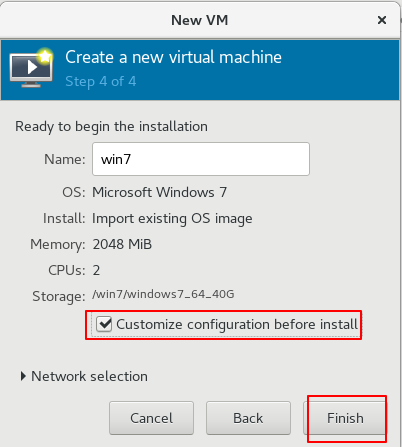 New VM
Create a new virtual machine
Step 4 of 4
Ready to begin the installation
Name: win7
OS: Microsoft Windows 7
Install: Import existing OS image
Memory: 2048 MiB
CPUs: 2
Storage: /win7/windows7_64_40G
Customize configuration before install
Network selection
Cancel Back Finish